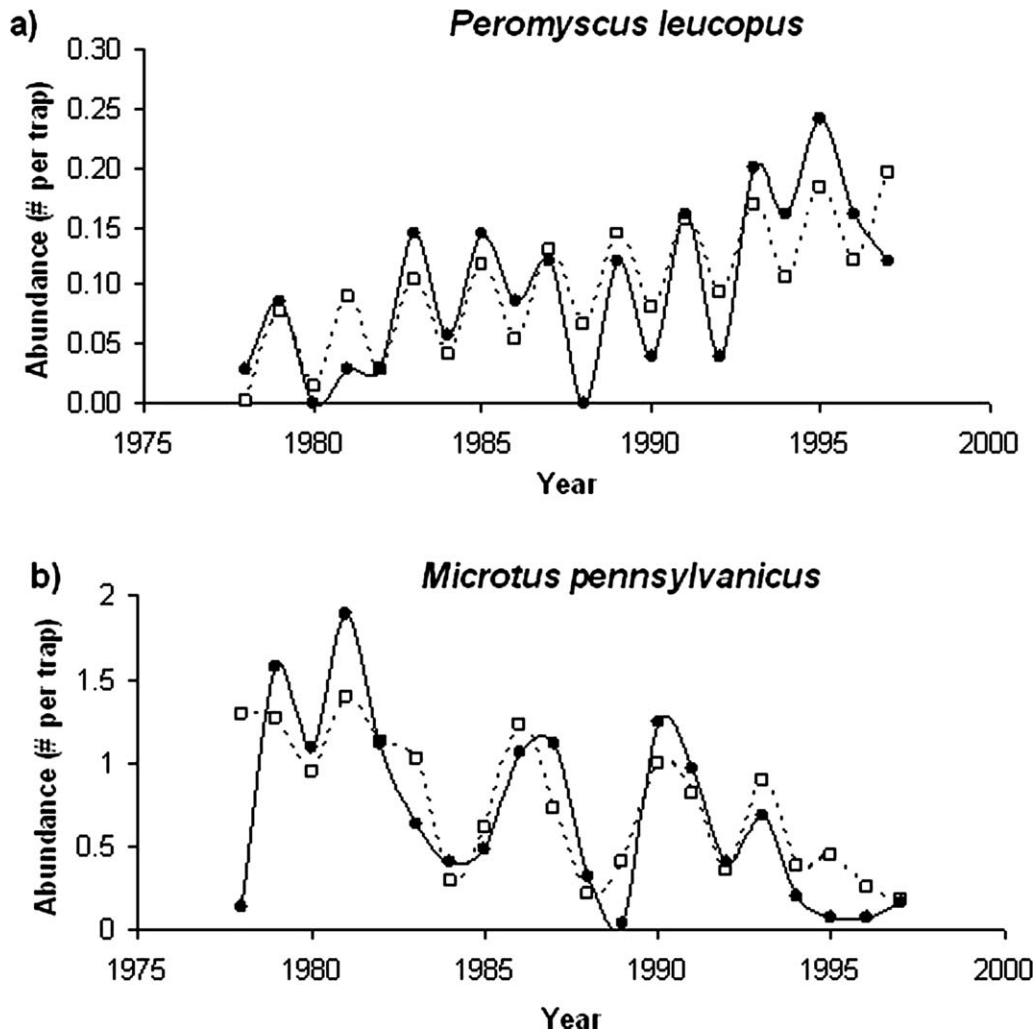 a)
Peromyscus leucopus
Abundance (# per trap)
0.30
0.25
0.20
0.15
0.10
0.05
0.00
1975 1980 1985 1990 1995 2000
Year
b)
Microtus pennsylvanicus
Abundance (# per trap)
2
1.5
1
0.5
0
1975 1980 1985 1990 1995 2000
Year